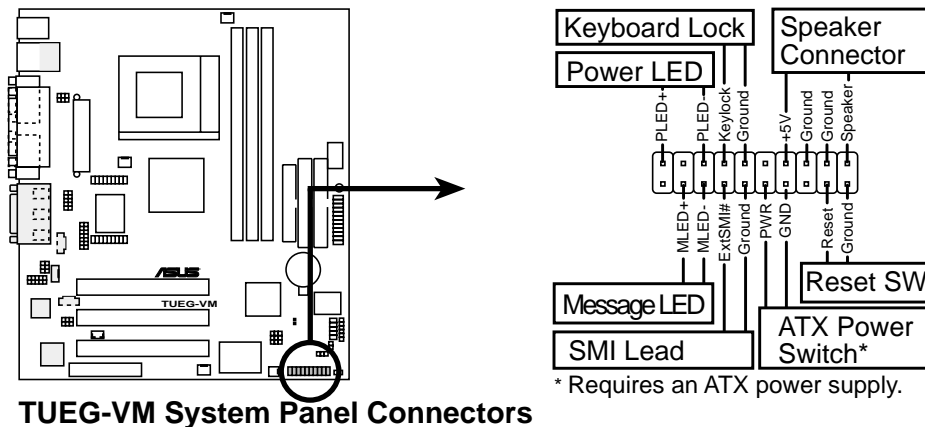 Keyboard Lock
Speaker
Connector
Power LED
PLED+
PLED-
Keylock
Ground
+5V
Ground
Ground
Speaker
MLED+
MLED-
ExtSMI#
Ground
PWR
GND
Reset
Ground
Reset SW
Message LED
ATX Power
Switch*
SMI Lead
* Requires an ATX power supply.
ASUS
TUEG-VM
TUEG-VM System Panel Connectors